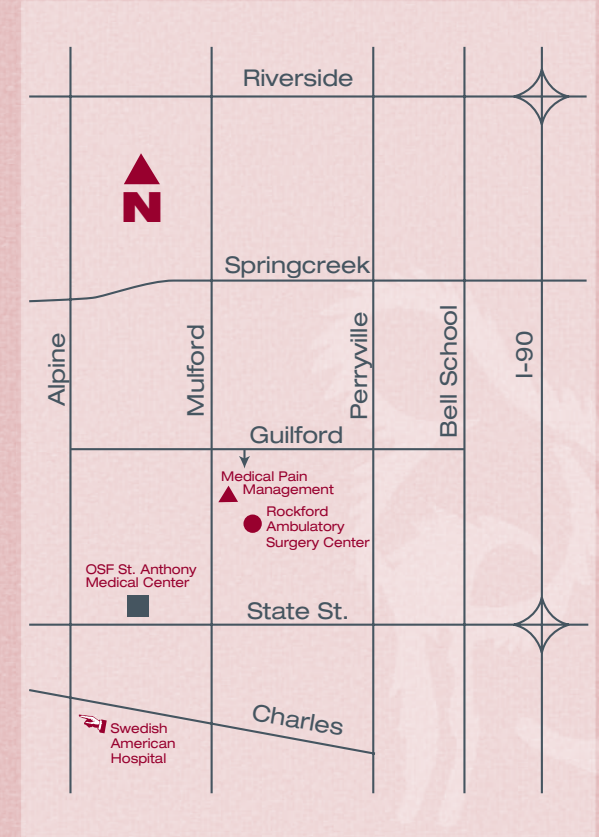 Riverside
N
Springcreek
Alpine
Mulford
Perryville
Bell School
I-90
Guilford
Medical Pain
Management
Rockford
Ambulatory
Surgery Center
OSF St. Anthony
Medical Center
State St.
Charles
Swedish
American
Hospital